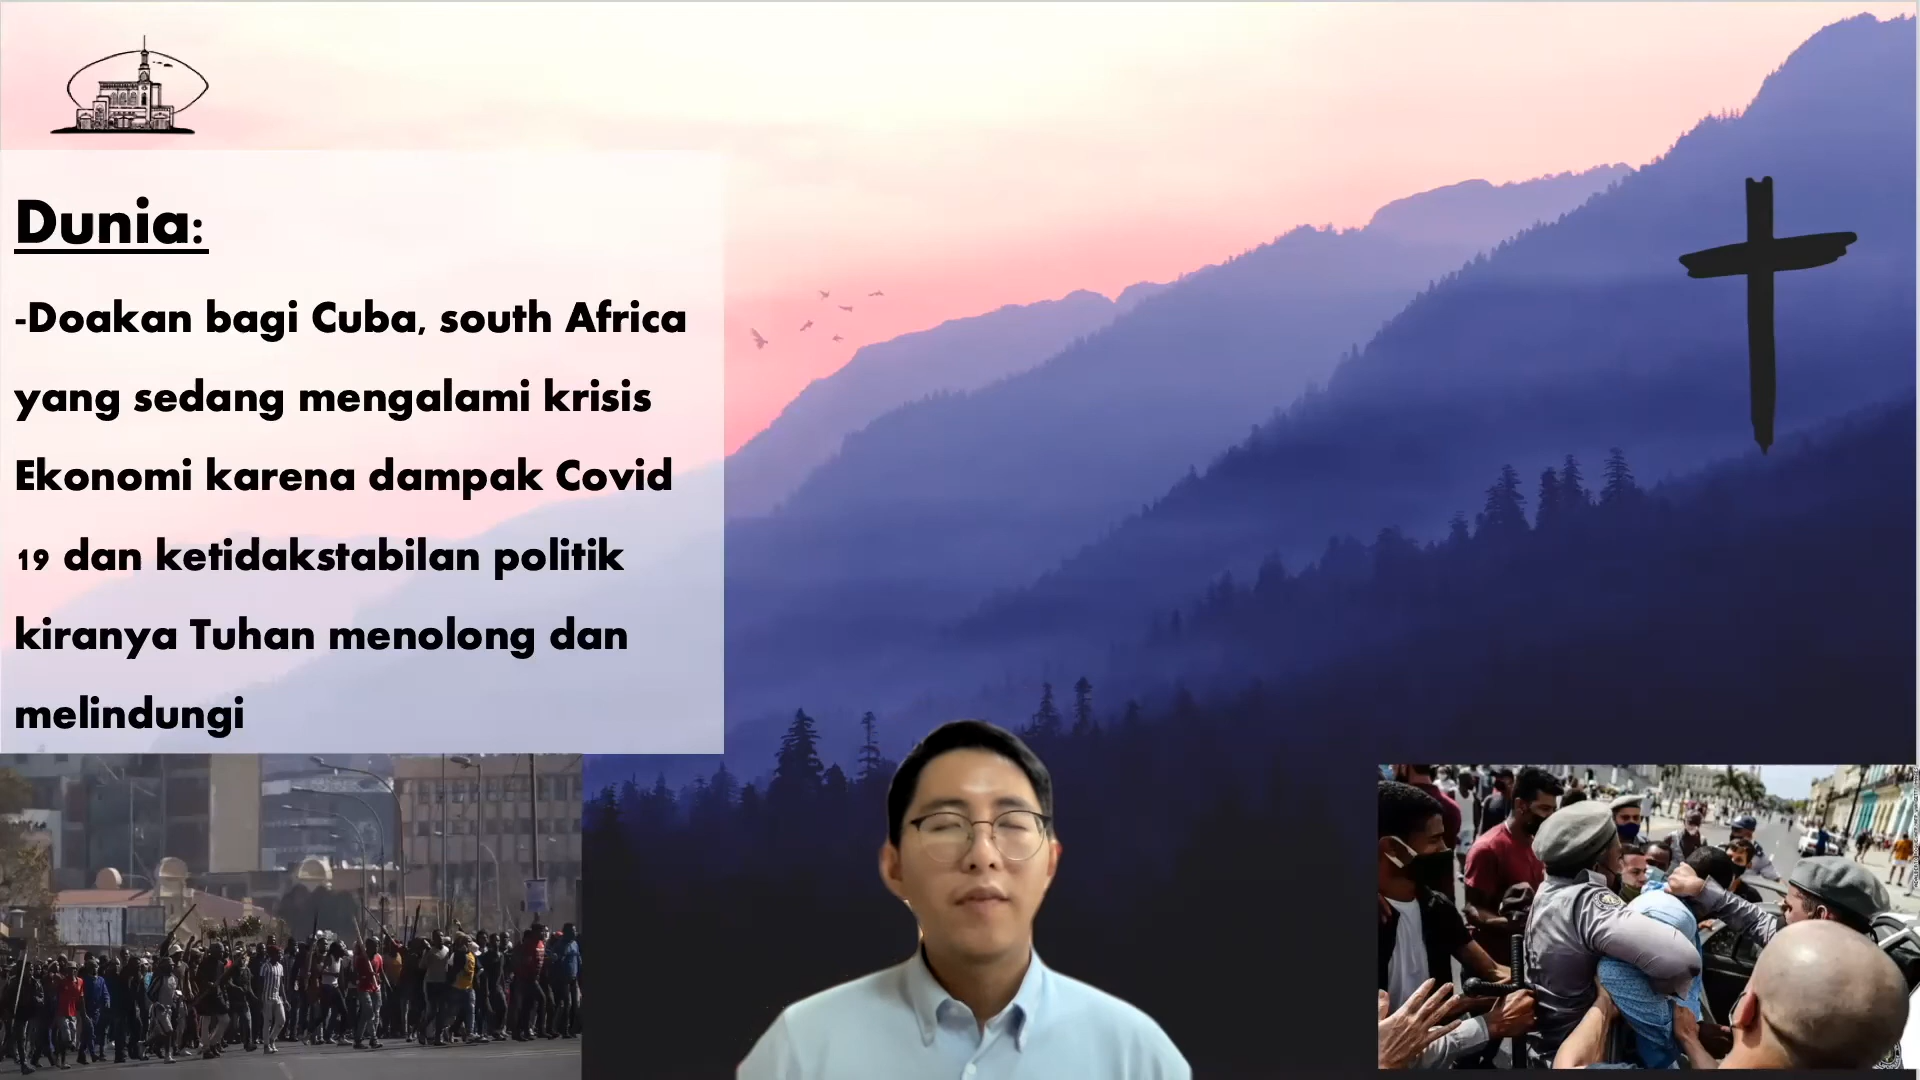 Dunia:
-Doakan bagi Cuba, south Africa
yang sedang mengalami krisis
Ekonomi karena dampak Covid
19 dan ketidakstabilan politik
kiranya Tuhan menolong dan
melindungi